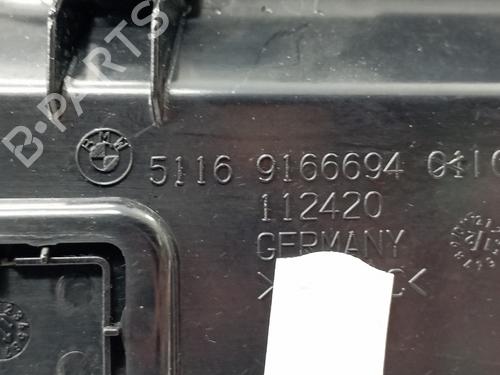 B-PARTS
BMW
5116 9166694
112420
GERMANY
C<